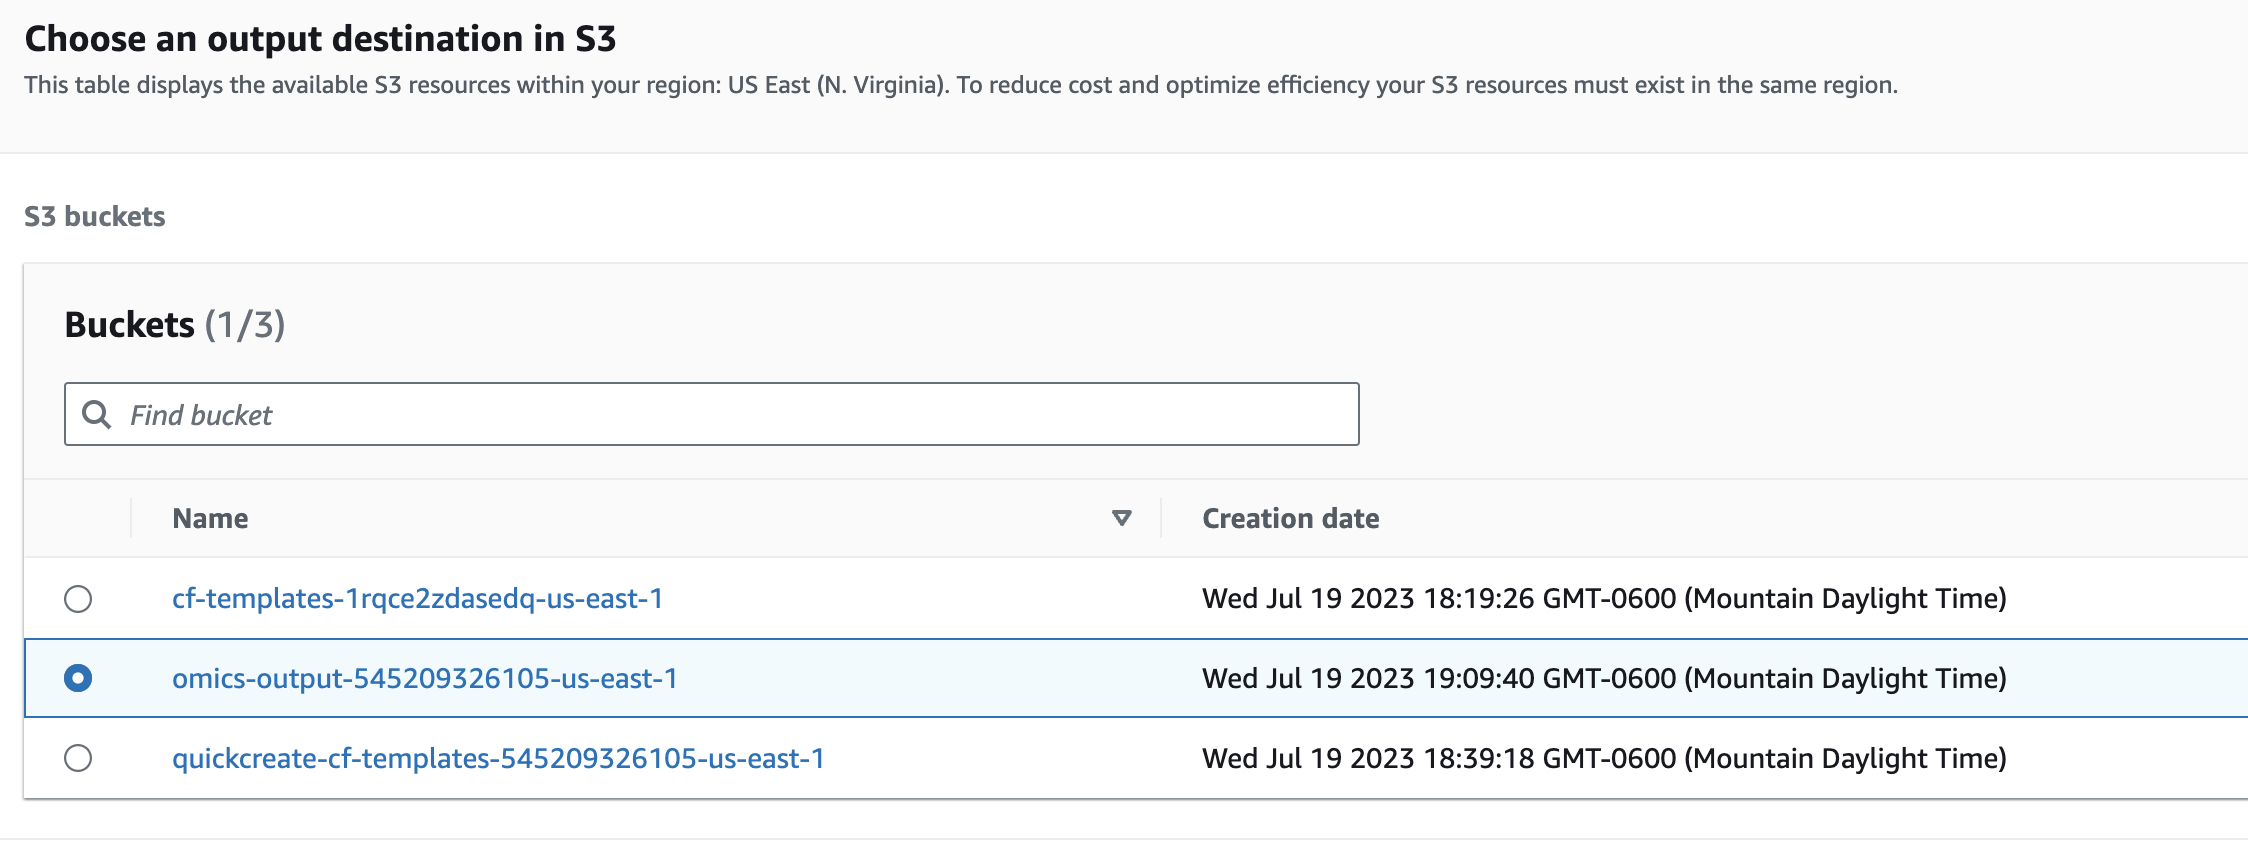 Choose an output destination in S3
This table displays the available S3 resources within your region: US East (N. Virginia). To reduce cost and optimize efficiency your S3 resources must exist in the same region.
S3 buckets
Buckets (1/3)
Find bucket
Name Creation date
cf-templates-1rqce2zdasedq-us-east-1 Wed Jul 19 2023 18:19:26 GMT-0600 (Mountain Daylight Time)
omics-output-545209326105-us-east-1 Wed Jul 19 2023 19:09:40 GMT-0600 (Mountain Daylight Time)
quickcreate-cf-templates-545209326105-us-east-1 Wed Jul 19 2023 18:39:18 GMT-0600 (Mountain Daylight Time)